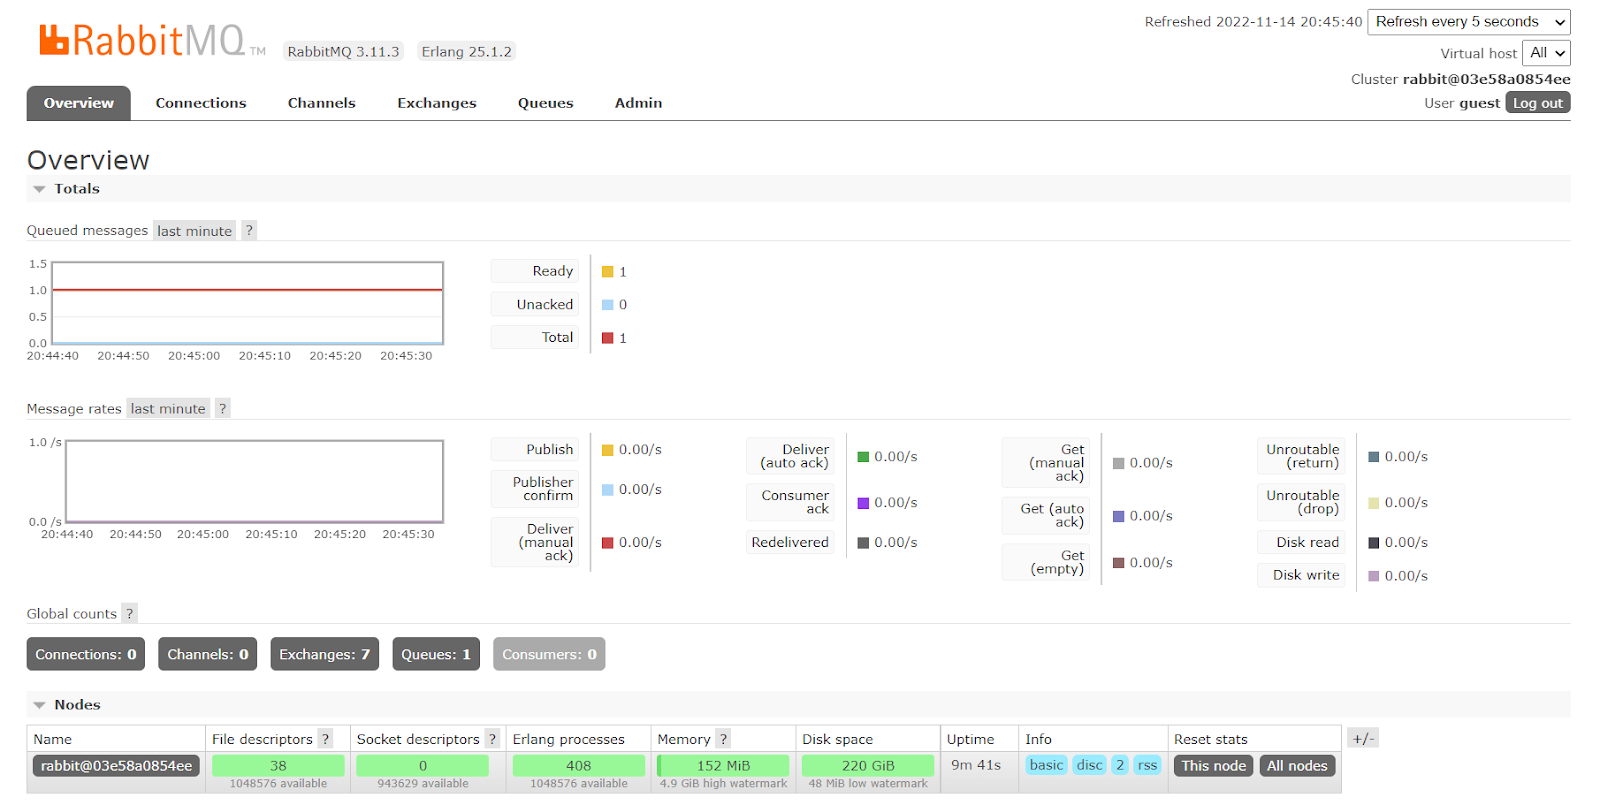 RabbitMQ TM RabbitMQ 3.11.3 Erlang 25.1.2
Refreshed 2022-11-14 20:45:40 Refresh every 5 seconds
Virtual host All
Cluster rabbit@03e58a0854ee
User guest Log out
Overview Connections Channels Exchanges Queues Admin
Overview
Totals
Queued messages last minute ?
1.5
1.0
0.5
0.0
20:44:40 20:44:50 20:45:00 20:45:10 20:45:20 20:45:30
Ready 1
Unacked 0
Total 1
Message rates last minute ?
1.0 /s
0.0 /s
20:44:40 20:44:50 20:45:00 20:45:10 20:45:20 20:45:30
Publish 0.00/s
Publisher
confirm 0.00/s
Deliver
(manual
ack) 0.00/s
Deliver
(auto ack) 0.00/s
Consumer
ack 0.00/s
Redelivered 0.00/s
Get
(manual
ack) 0.00/s
Get (auto
ack) 0.00/s
Get
(empty) 0.00/s
Unroutable
(return) 0.00/s
Unroutable
(drop) 0.00/s
Disk read 0.00/s
Disk write 0.00/s
Global counts ?
Connections: 0 Channels: 0 Exchanges: 7 Queues: 1 Consumers: 0
Nodes
Name File descriptors ? Socket descriptors ? Erlang processes Memory ? Disk space Uptime Info Reset stats +/-
rabbit@03e58a0854ee 38 0 408 152 MiB 220 GiB 9m 41s basic disc 2 rss This node All nodes
1048576 available 943629 available 1048576 available 4.9 GiB high watermark 48 MiB low watermark